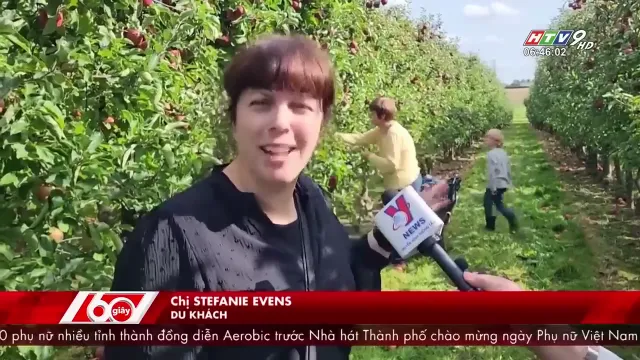 HTV9 HD
06:46:02
Y
NEWS
60 giây
Chị STEFANIE EVENS
DU KHÁCH
0 phụ nữ nhiều tỉnh thành đồng diễn Aerobic trước Nhà hát Thành phố chào mừng ngày Phụ nữ Việt Nam